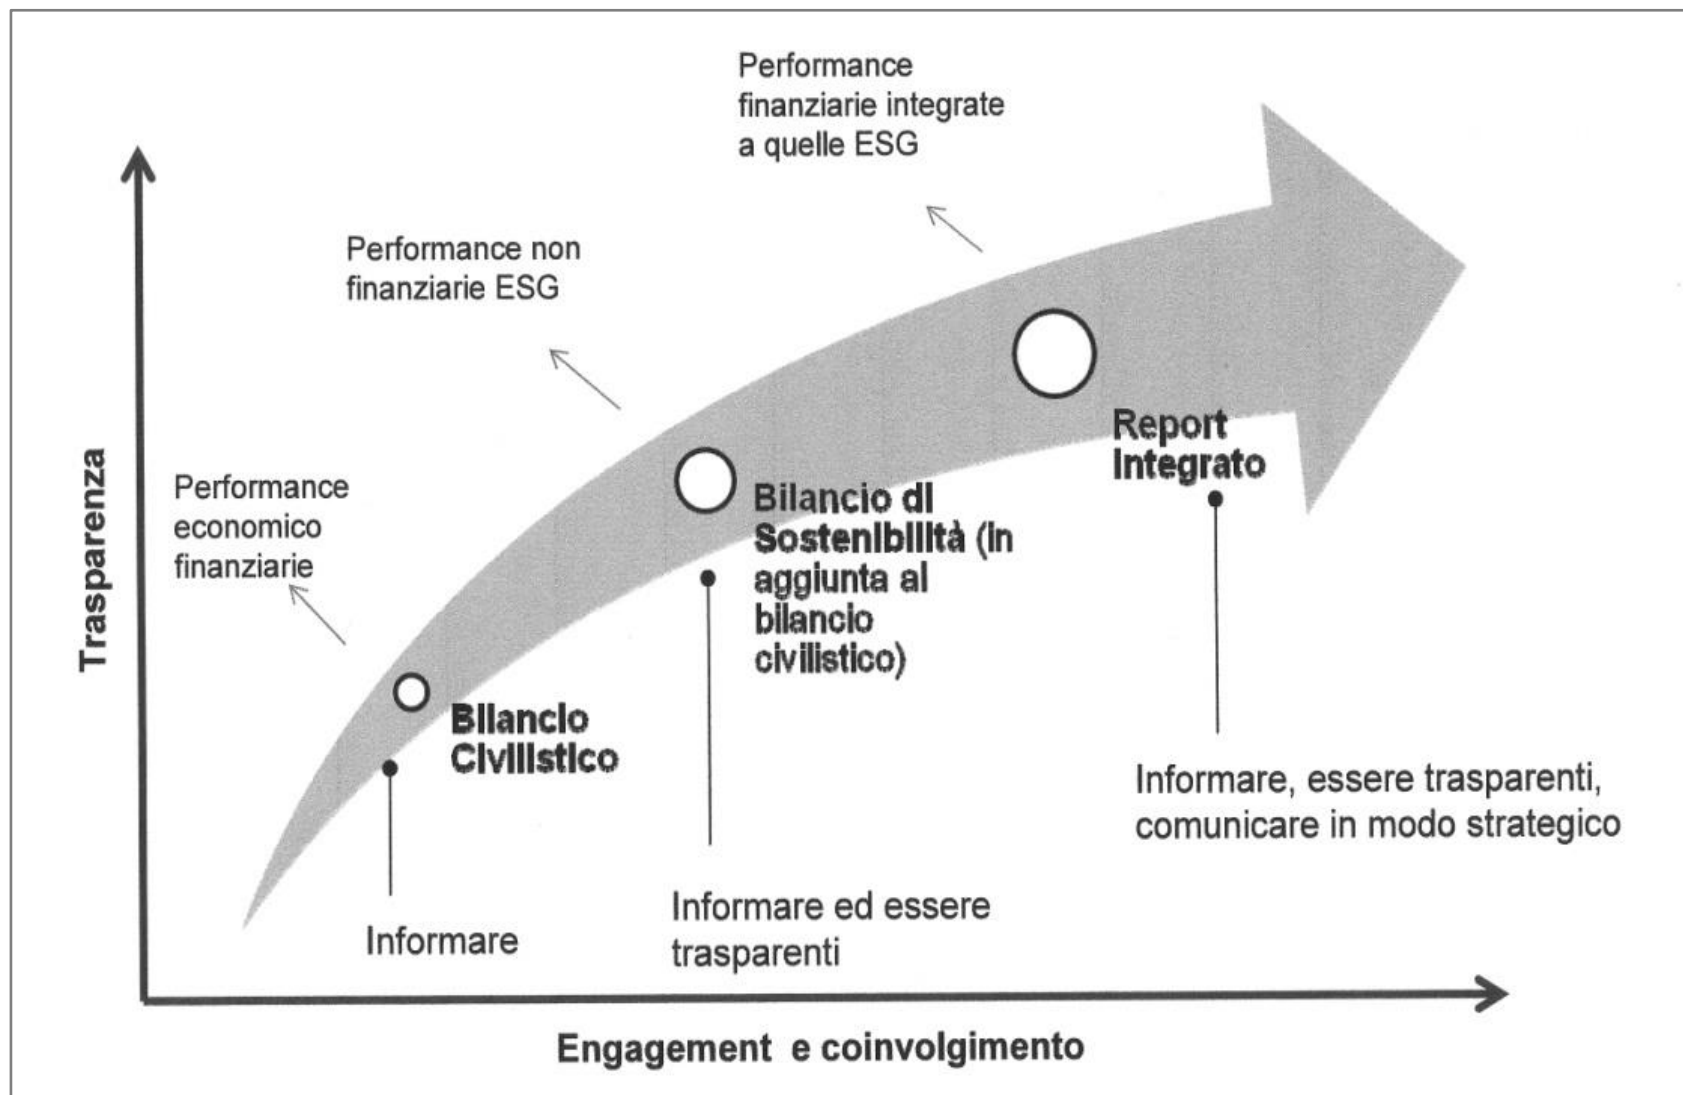 Performance
finanziarie integrate
a quelle ESG
Performance non
finanziarie ESG
Performance
economico
finanziarie
Trasparenza
Report
Integrato
Bilancio di
Sostenibilità (in
aggiunta al
bilancio
civilistico)
Bilancio
Civilistico
Informare, essere trasparenti,
comunicare in modo strategico
Informare ed essere
trasparenti
Informare
Engagement e coinvolgimento